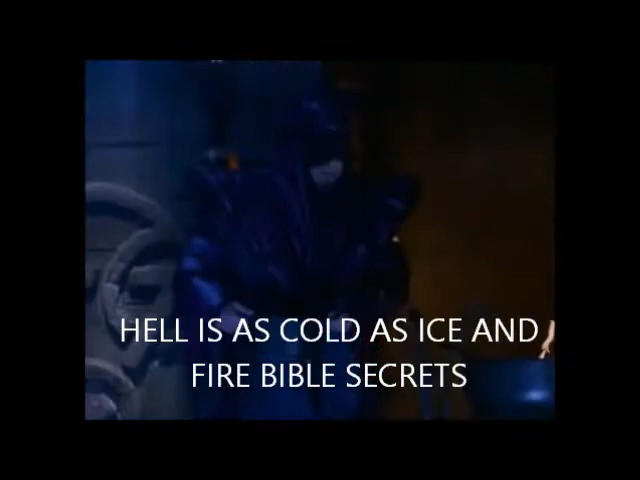 HELL IS AS COLD AS ICE AND
FIRE BIBLE SECRETS